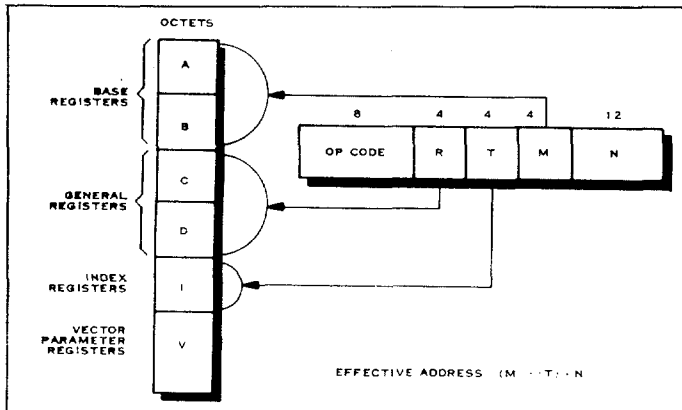 OCTETS
A
BASE
REGISTERS
B
8 4 4 4 12
OP CODE R T M N
C
GENERAL
REGISTERS
D
INDEX
REGISTERS
I
VECTOR
PARAMETER
REGISTERS
V
EFFECTIVE ADDRESS (M T) N